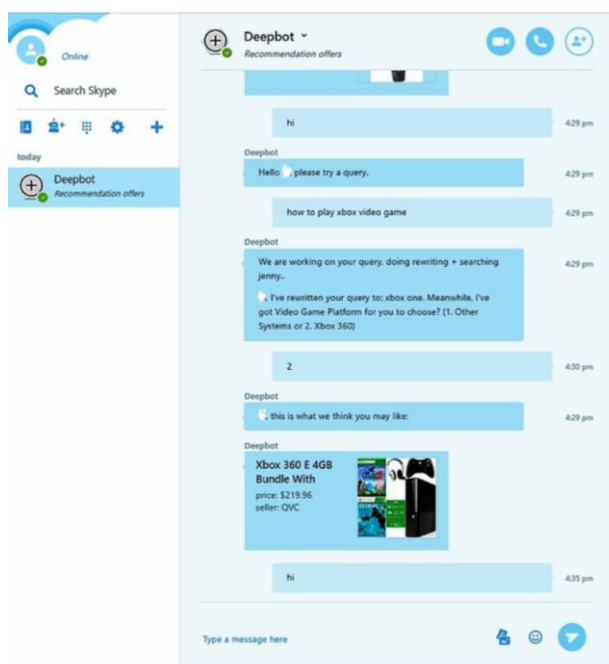 Online
Search Skype
today
Deepbot
Recommendation offers
Deepbot
Recommendation offers
hi
4:29 pm
Deepbot
Hello , please try a query.
4:29 pm
how to play xbox video game
4:29 pm
Deepbot
We are working on your query, doing rewriting + searching
jenny..
4:29 pm
, I've rewritten your query to: xbox one. Meanwhile, I've
got Video Game Platform for you to choose? (1. Other
Systems or 2. Xbox 360)
2
4:30 pm
Deepbot
, this is what we think you may like:
4:29 pm
Deepbot
Xbox 360 E 4GB
Bundle With
price: $219.96
seller: QVC
hi
4:35 pm
Type a message here